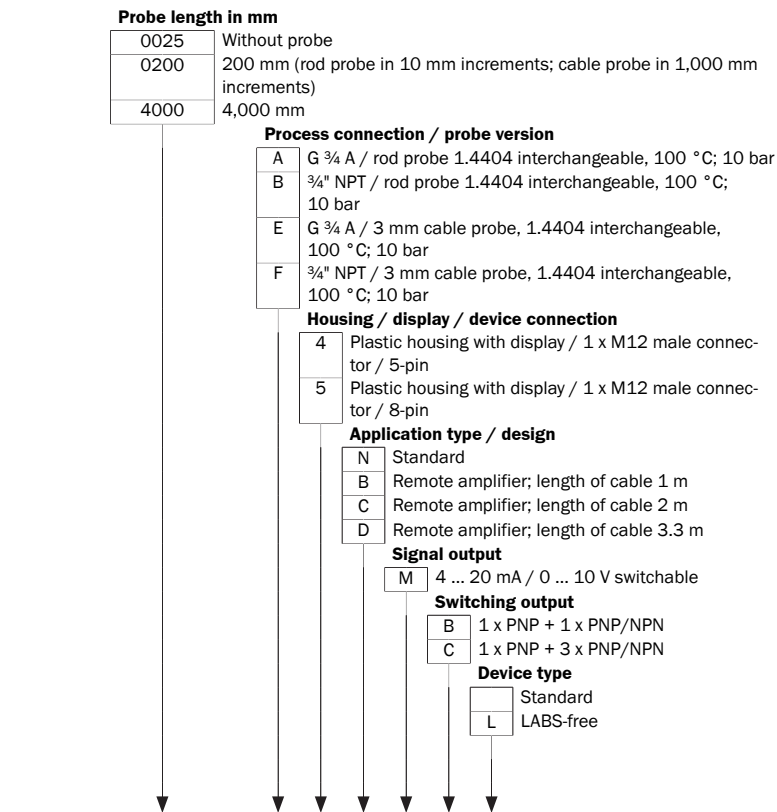 Probe length in mm
0025 Without probe
0200 200 mm (rod probe in 10 mm increments; cable probe in 1,000 mm
increments)
4000 4,000 mm
Process connection / probe version
A G ¾ A / rod probe 1.4404 interchangeable, 100 °C; 10 bar
B ¾" NPT / rod probe 1.4404 interchangeable, 100 °C;
10 bar
E G ¾ A / 3 mm cable probe, 1.4404 interchangeable,
100 °C; 10 bar
F ¾" NPT / 3 mm cable probe, 1.4404 interchangeable,
100 °C; 10 bar
Housing / display / device connection
4 Plastic housing with display / 1 x M12 male connec-
tor / 5-pin
5 Plastic housing with display / 1 x M12 male connec-
tor / 8-pin
Application type / design
N Standard
B Remote amplifier; length of cable 1 m
C Remote amplifier; length of cable 2 m
D Remote amplifier; length of cable 3.3 m
Signal output
M 4 ... 20 mA / 0 ... 10 V switchable
Switching output
B 1 x PNP + 1 x PNP/NPN
C 1 x PNP + 3 x PNP/NPN
Device type
Standard
L LABS-free